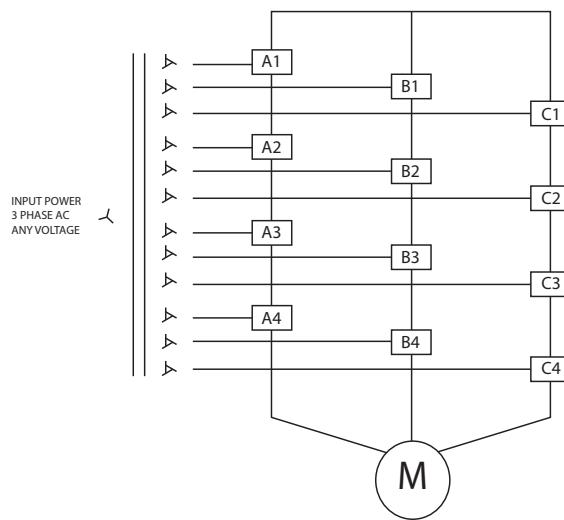 A1
B1
C1
A2
B2
C2
INPUT POWER
3 PHASE AC
ANY VOLTAGE
A3
B3
C3
A4
B4
C4
M